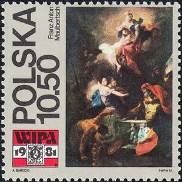 POLSKA
10.50
Franz Anton
Maulbertsch
WIPA
1981